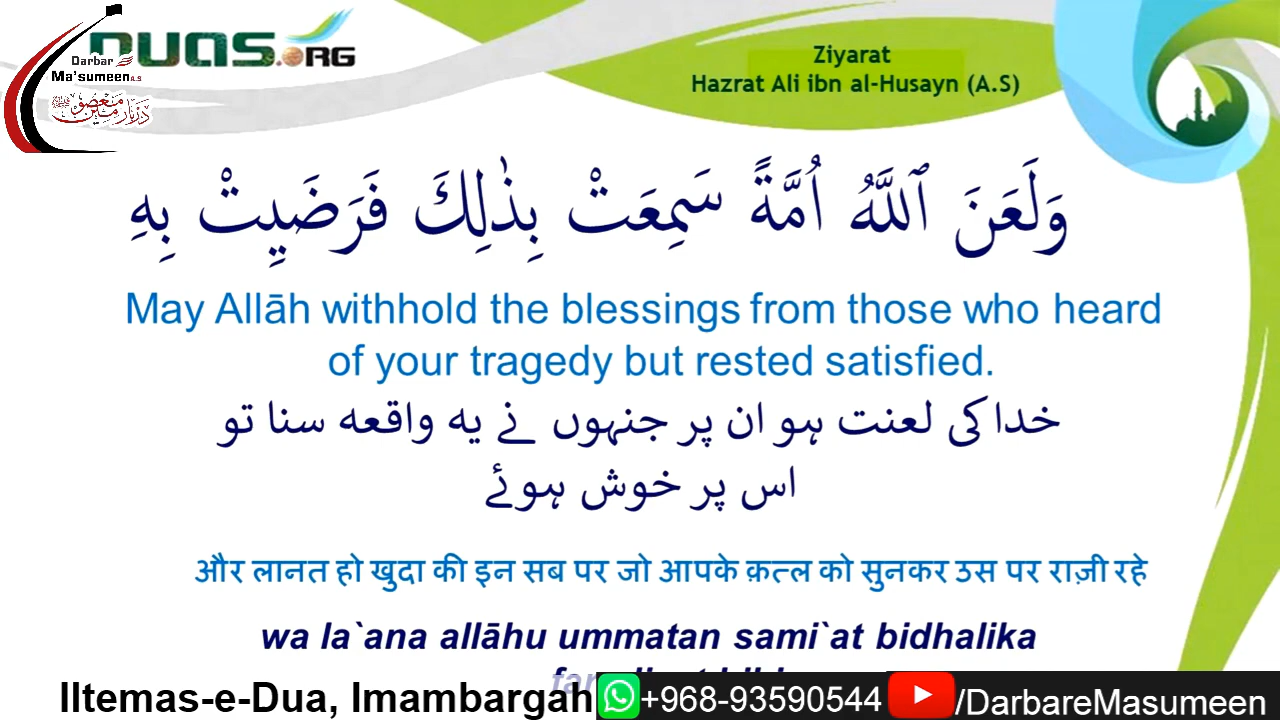 DUAS.ORG
Darbar
Ma'sumeen A.S
Ziyarat
Hazrat Ali ibn al-Husayn (A.S)
وَلَعَنَ ٱللَّهُ اُمَّةً سَمِعَتْ بِذٰلِكَ فَرَضَيِتْ بِهِ
May Allāh withhold the blessings from those who heard
of your tragedy but rested satisfied.
خدا کی لعنت ہو ان پر جنہوں نے یہ واقعہ سنا تو
اس پر خوش ہوئے
और लानत हो खुदा की इन सब पर जो आपके क़त्ल को सुनकर उस पर राज़ी रहे
wa la`ana allāhu ummatan sami`at bidhalika
Iltemas-e-Dua, Imambargah +968-93590544 /DarbareMasumeen